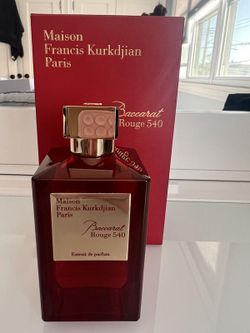 Maison
Francis Kurkdjian
Paris
Baccarat
Rouge 540
Maison
Francis Kurkdjian
Paris
Baccarat
Rouge 540
Extrait de parfum